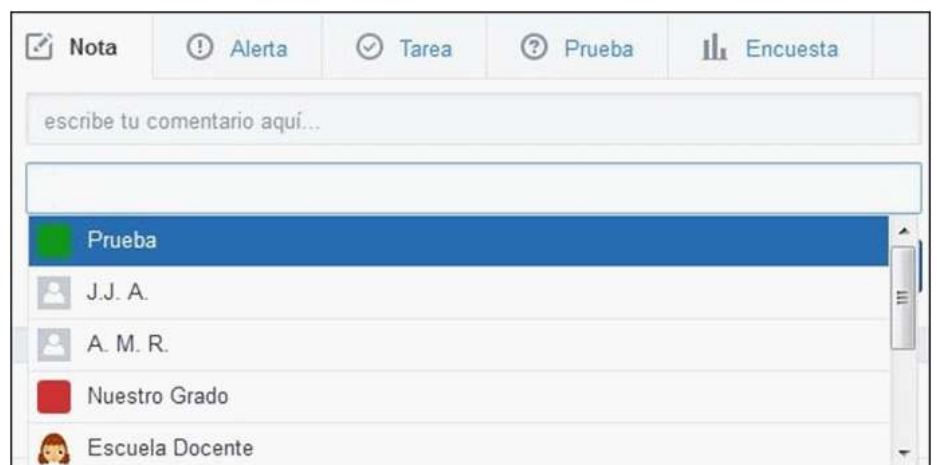 Nota Alerta Tarea Prueba Encuesta
escribe tu comentario aquí...
Prueba
J.J. A.
A. M. R.
Nuestro Grado
Escuela Docente